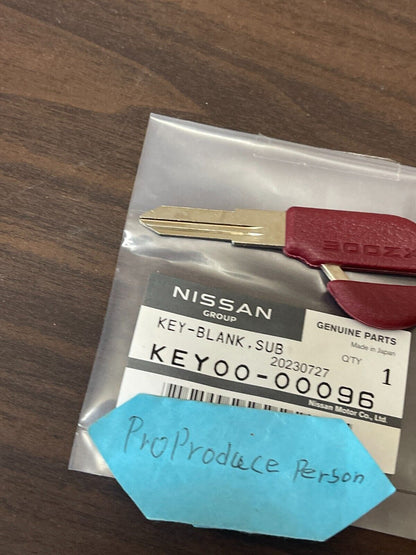 300ZX
NISSAN
GROUP
GENUINE PARTS
Made in Japan
KEY-BLANK, SUB
Q'TY 1
20230727
KEY00-00096
Nissan Motor Co., Ltd.
ProProduce Person